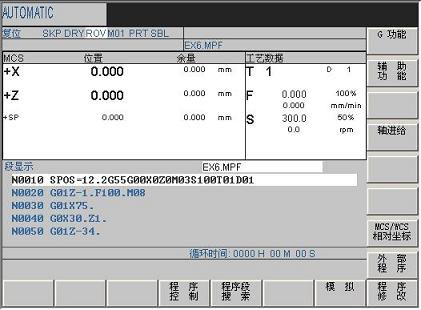 AUTOMATIC
复位 SKP DRY ROV M01 PRT SBL
EX6.MPF
G 功能
MCS 位置 余量 工艺数据
+X 0.000 0.000 mm T 1 D 1
+Z 0.000 0.000 mm F 0.000 100%
0.000 mm/min
+SP 0.000 0.000 S 300.0 50%
0.0 rpm
辅 助
功 能
轴进给
段显示 EX6.MPF
N0010 SPOS=12.2G55G00X0Z0M03S100T01D01
N0020 G01Z-1.F100.M08
N0030 G01X75.
N0040 G0X30.Z1.
N0050 G01Z-34.
MCS/WCS
相对坐标
循环时间: 0000 H 00 M 00 S
外 部
程 序
程 序
控 制
程序段
搜 索
模 拟
程 序
修 改